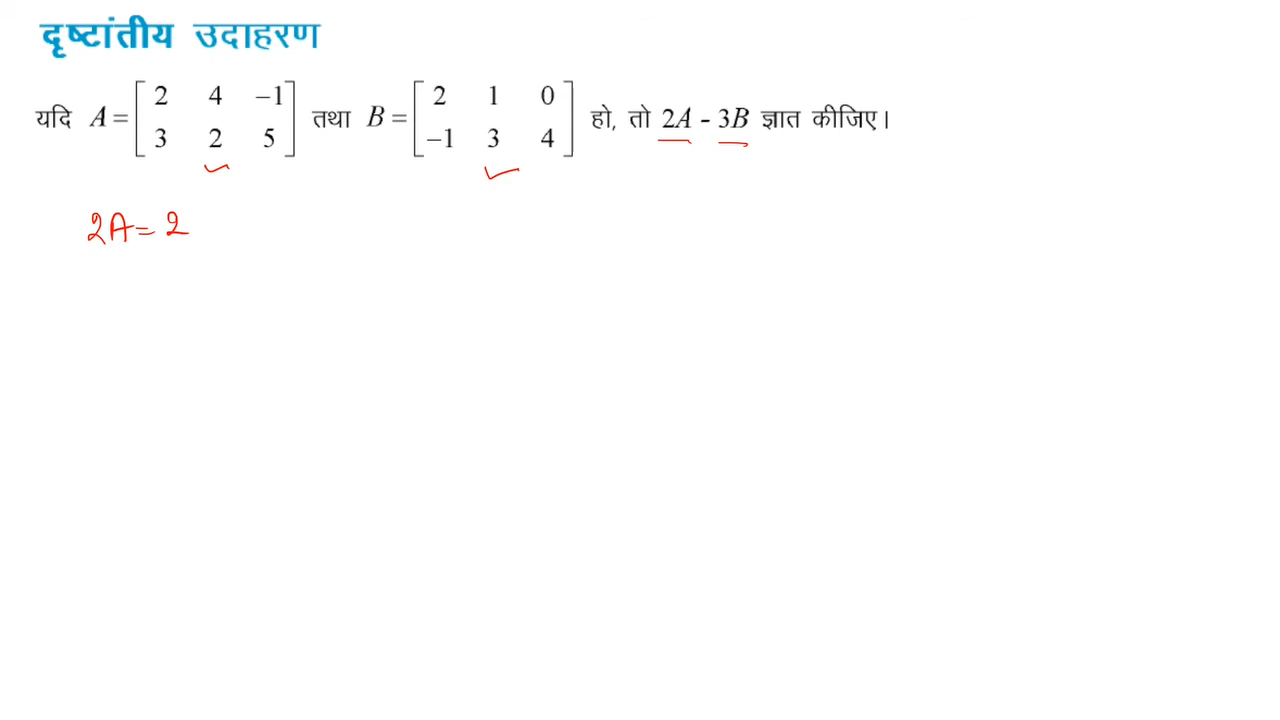 दृष्टांतीय उदाहरण
यदि A = [2 4 –1; 3 2 5] तथा B = [2 1 0; –1 3 4] हो, तो 2A - 3B ज्ञात कीजिए।
2A = 2